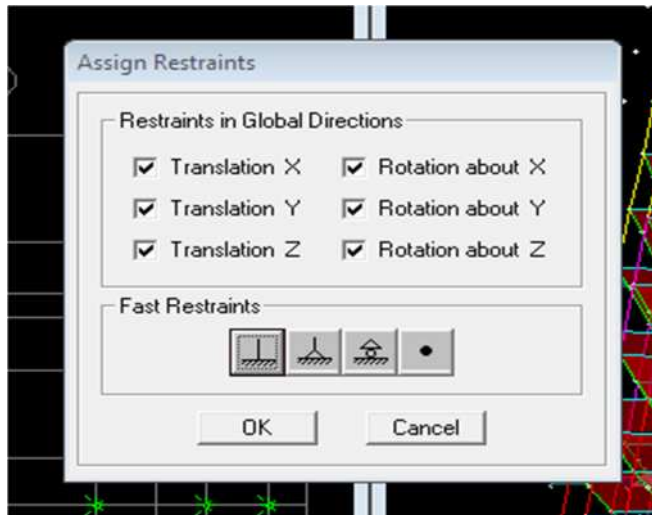 Assign Restraints
Restraints in Global Directions
Translation X
Rotation about X
Translation Y
Rotation about Y
Translation Z
Rotation about Z
Fast Restraints
OK
Cancel